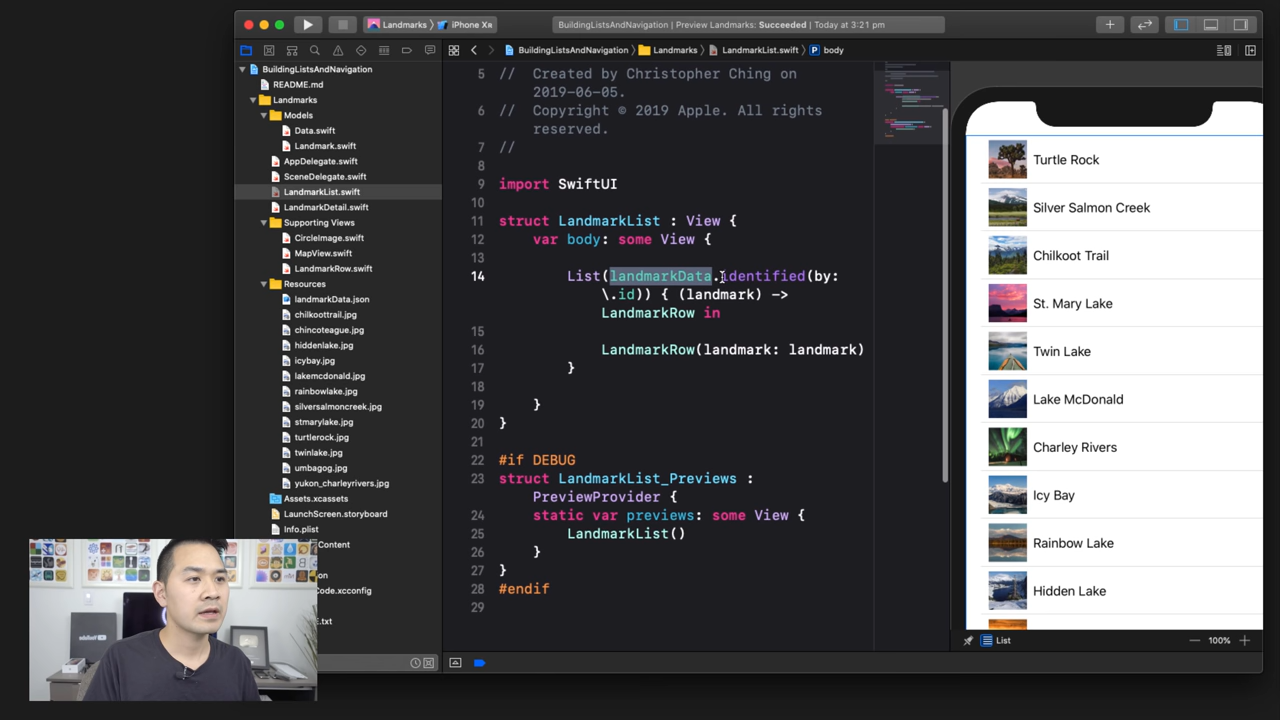 Landmarks
iPhone XR
BuildingListsAndNavigation | Preview Landmarks: Succeeded | Today at 3:21 pm
BuildingListsAndNavigation
Landmarks
LandmarkList.swift
P body
BuildingListsAndNavigation
README.md
Landmarks
Models
Data.swift
Landmark.swift
AppDelegate.swift
SceneDelegate.swift
LandmarkList.swift
LandmarkDetail.swift
Supporting Views
CircleImage.swift
MapView.swift
LandmarkRow.swift
Resources
landmarkData.json
chilkoottrail.jpg
chincoteague.jpg
hiddenlake.jpg
icybay.jpg
lakemcdonald.jpg
rainbowlake.jpg
silversalmoncreek.jpg
stmarylake.jpg
turtlerock.jpg
twinlake.jpg
umbagog.jpg
yukon_charleyrivers.jpg
Assets.xcassets
LaunchScreen.storyboard
Info.plist
Content
on
Code.xcconfig
E.txt
5 // Created by Christopher Ching on
2019-06-05.
6 // Copyright © 2019 Apple. All rights
reserved.
7 //
8
9 import SwiftUI
10
11 struct LandmarkList : View {
12 var body: some View {
13
14 List(landmarkData.identified(by:
\.id)) { (landmark) ->
LandmarkRow in
15
16 LandmarkRow(landmark: landmark)
17 }
18
19 }
20 }
21
22 #if DEBUG
23 struct LandmarkList_Previews :
PreviewProvider {
24 static var previews: some View {
25 LandmarkList()
26 }
27 }
28 #endif
29
Turtle Rock
Silver Salmon Creek
Chilkoot Trail
St. Mary Lake
Twin Lake
Lake McDonald
Charley Rivers
Icy Bay
Rainbow Lake
Hidden Lake
List
100%